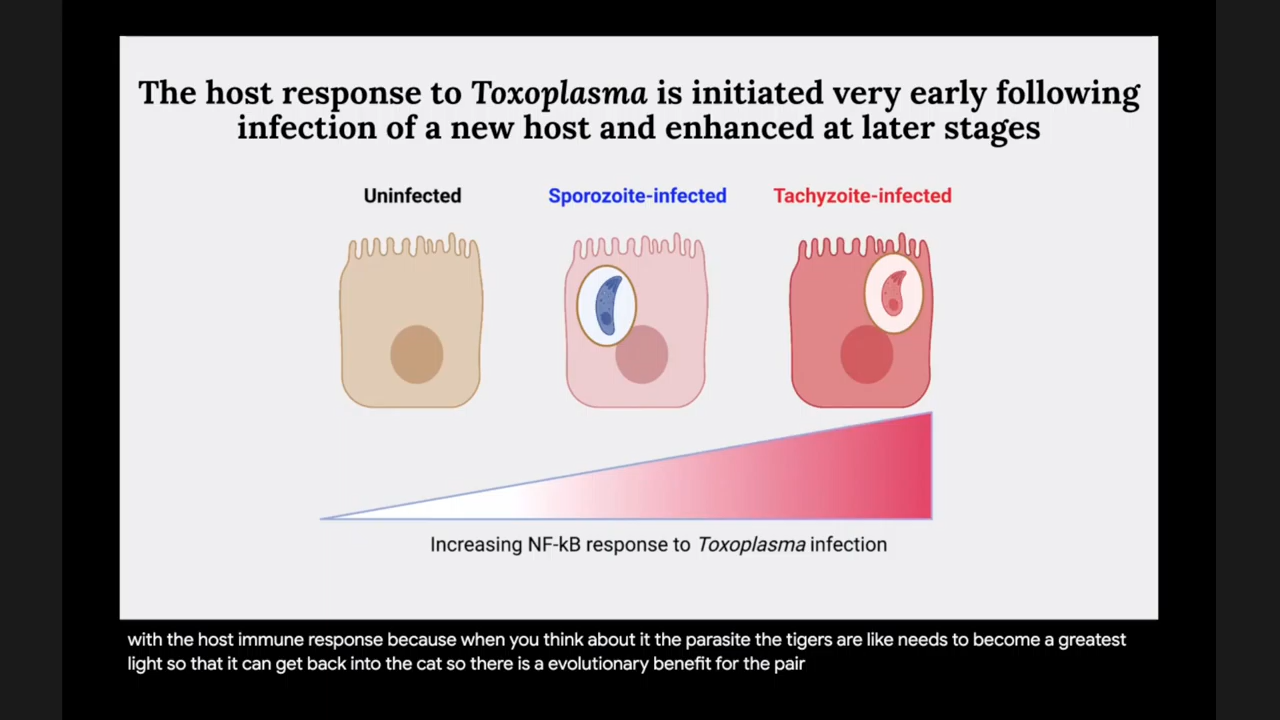 The host response to Toxoplasma is initiated very early following
infection of a new host and enhanced at later stages
Uninfected
Sporozoite-infected
Tachyzoite-infected
Increasing NF-kB response to Toxoplasma infection
with the host immune response because when you think about it the parasite the tigers are like needs to become a greatest
light so that it can get back into the cat so there is a evolutionary benefit for the pair